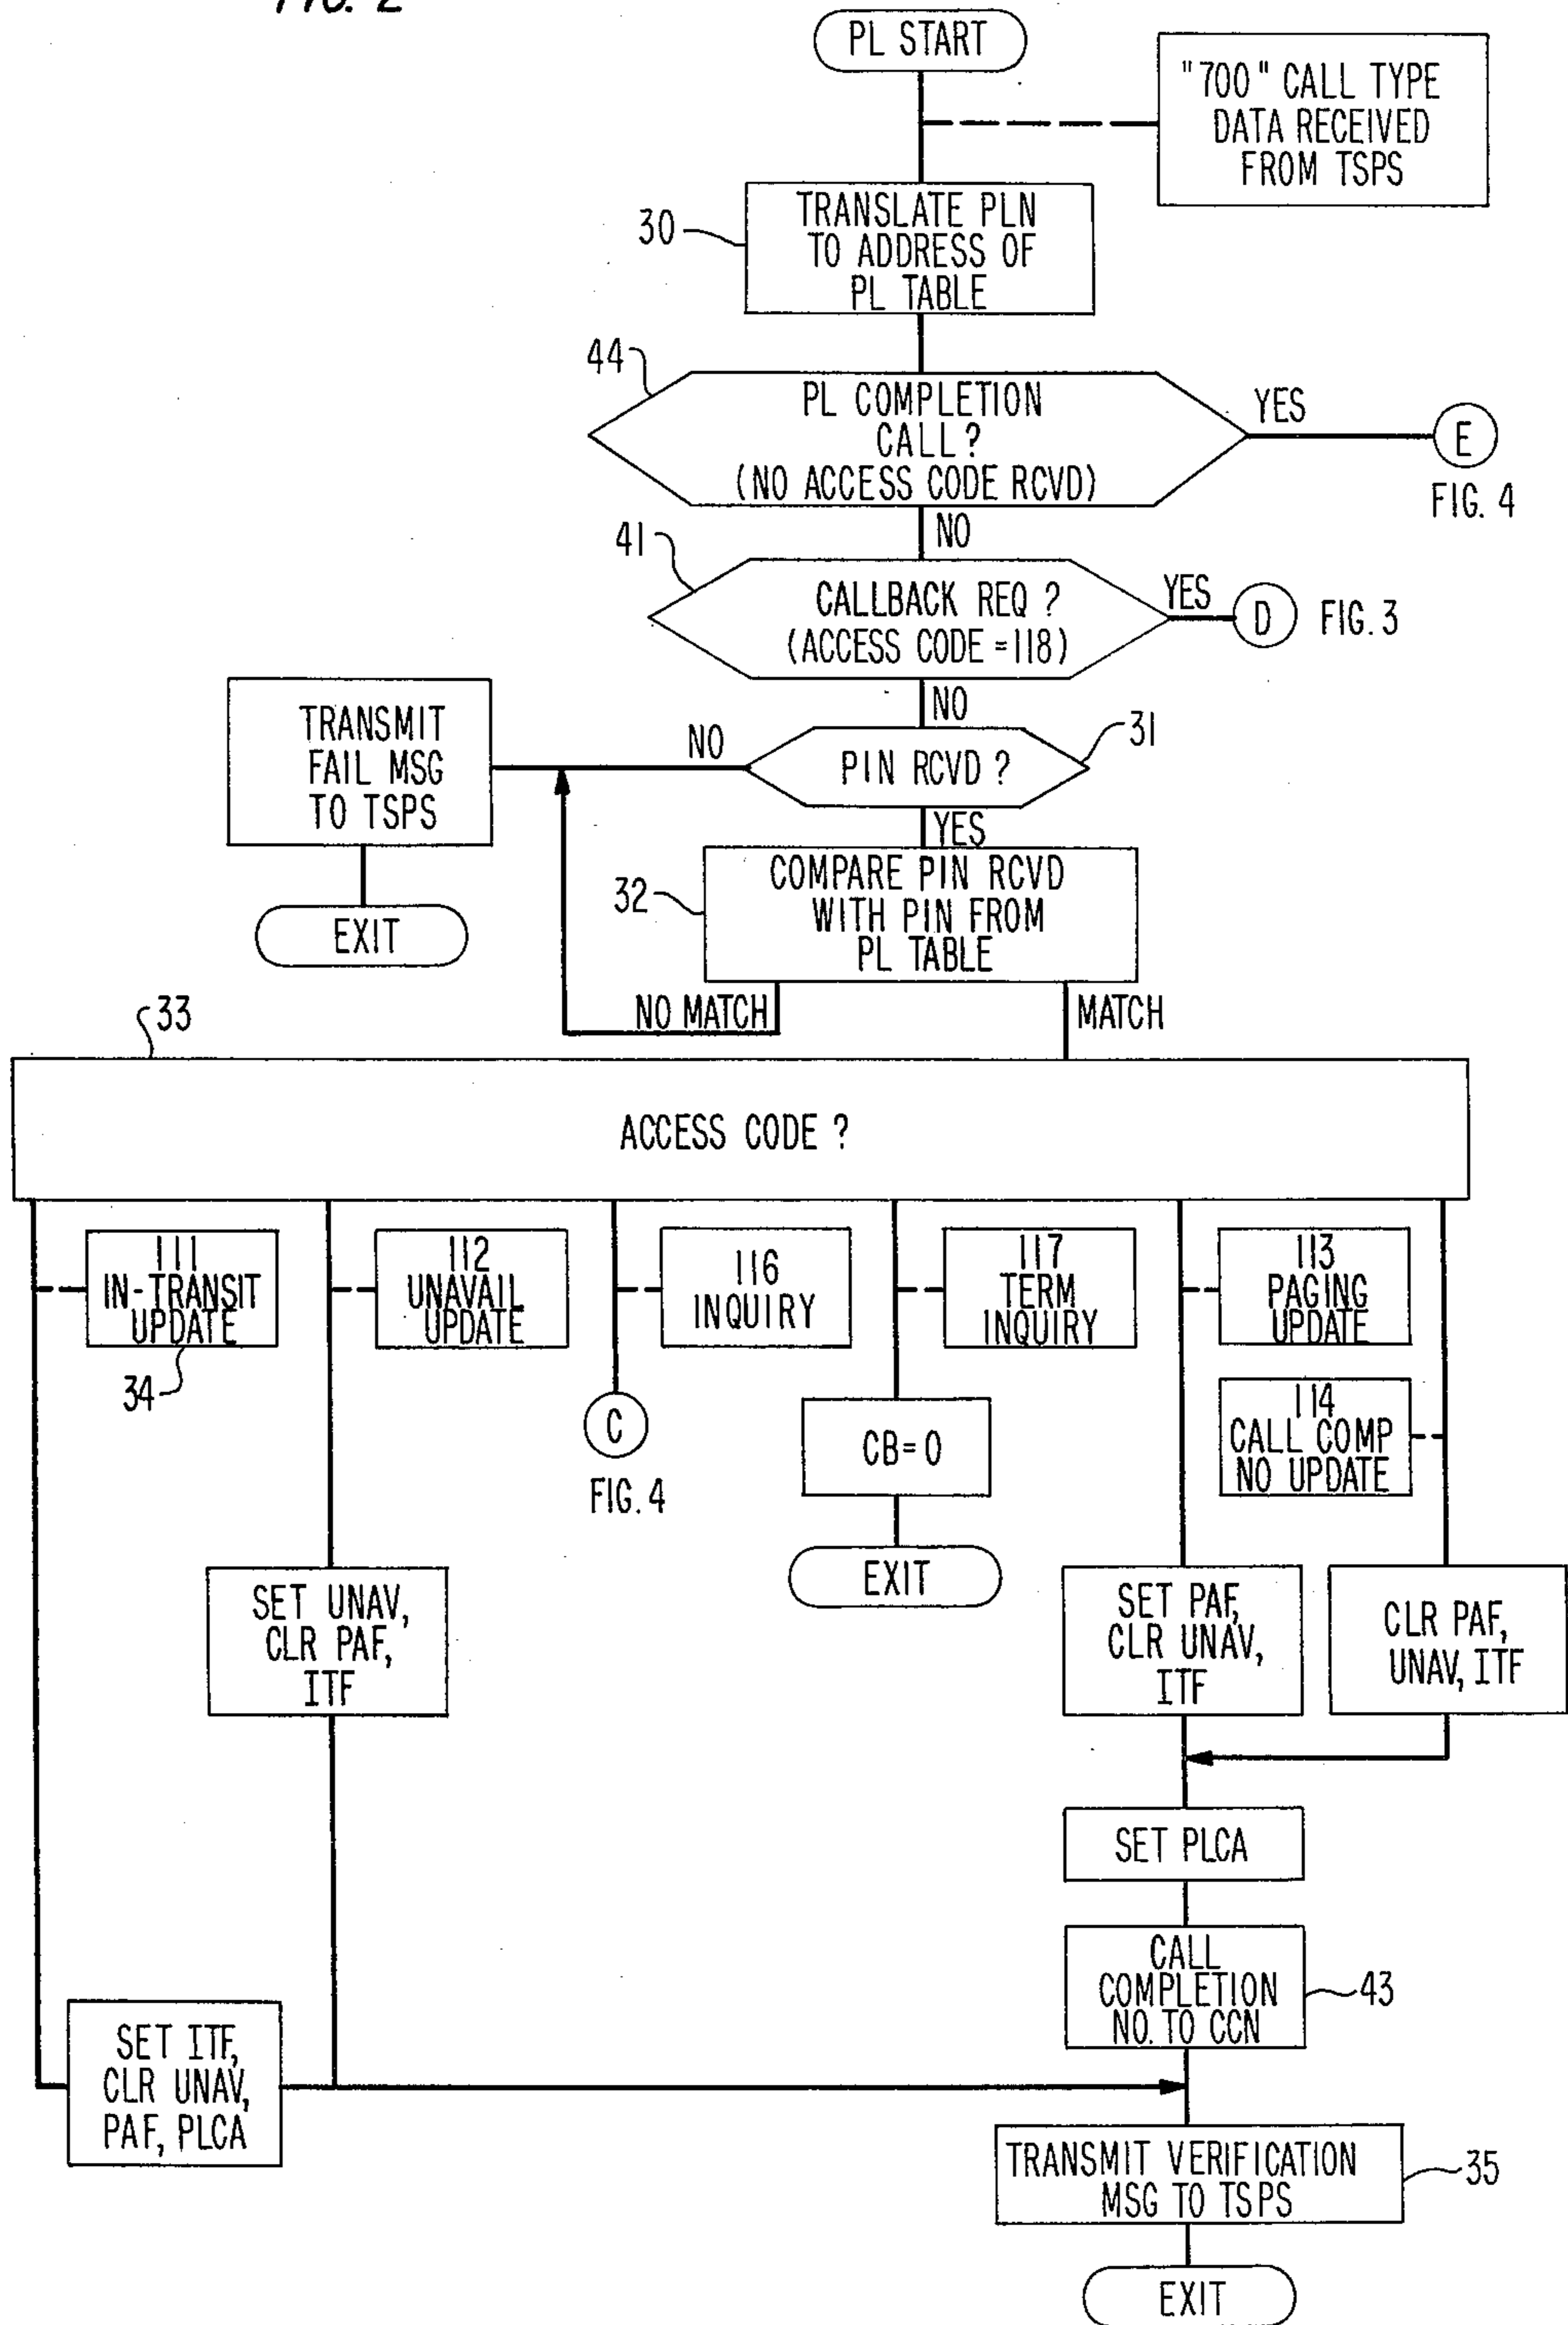 FIG. 2
PL START
"700" CALL TYPE
DATA RECEIVED
FROM TSPS
30
TRANSLATE PLN
TO ADDRESS OF
PL TABLE
44
PL COMPLETION
CALL?
(NO ACCESS CODE RCVD)
YES
E
FIG. 4
NO
41
CALLBACK REQ ?
(ACCESS CODE = 118)
YES
D
FIG. 3
NO
TRANSMIT
FAIL MSG
TO TSPS
NO
PIN RCVD ?
31
YES
EXIT
32
COMPARE PIN RCVD
WITH PIN FROM
PL TABLE
NO MATCH
MATCH
33
ACCESS CODE ?
111
IN-TRANSIT
UPDATE
34
112
UNAVAIL
UPDATE
116
INQUIRY
117
TERM
INQUIRY
113
PAGING
UPDATE
114
CALL COMP
NO UPDATE
C
FIG. 4
CB = 0
EXIT
SET UNAV,
CLR PAF,
ITF
SET PAF,
CLR UNAV,
ITF
CLR PAF,
UNAV, ITF
SET PLCA
CALL
COMPLETION
NO. TO CCN
43
SET ITF,
CLR UNAV,
PAF, PLCA
TRANSMIT VERIFICATION
MSG TO TSPS
35
EXIT